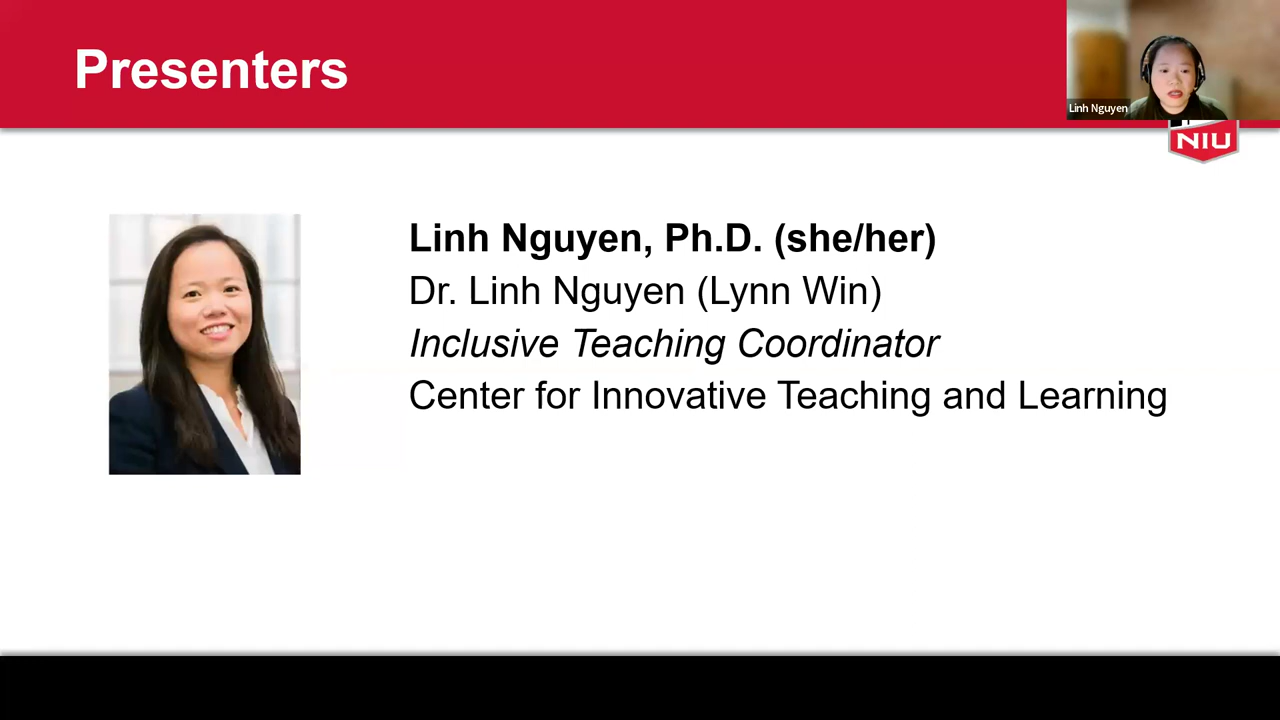 Presenters
Linh Nguyen
NIU
Linh Nguyen, Ph.D. (she/her)
Dr. Linh Nguyen (Lynn Win)
Inclusive Teaching Coordinator
Center for Innovative Teaching and Learning